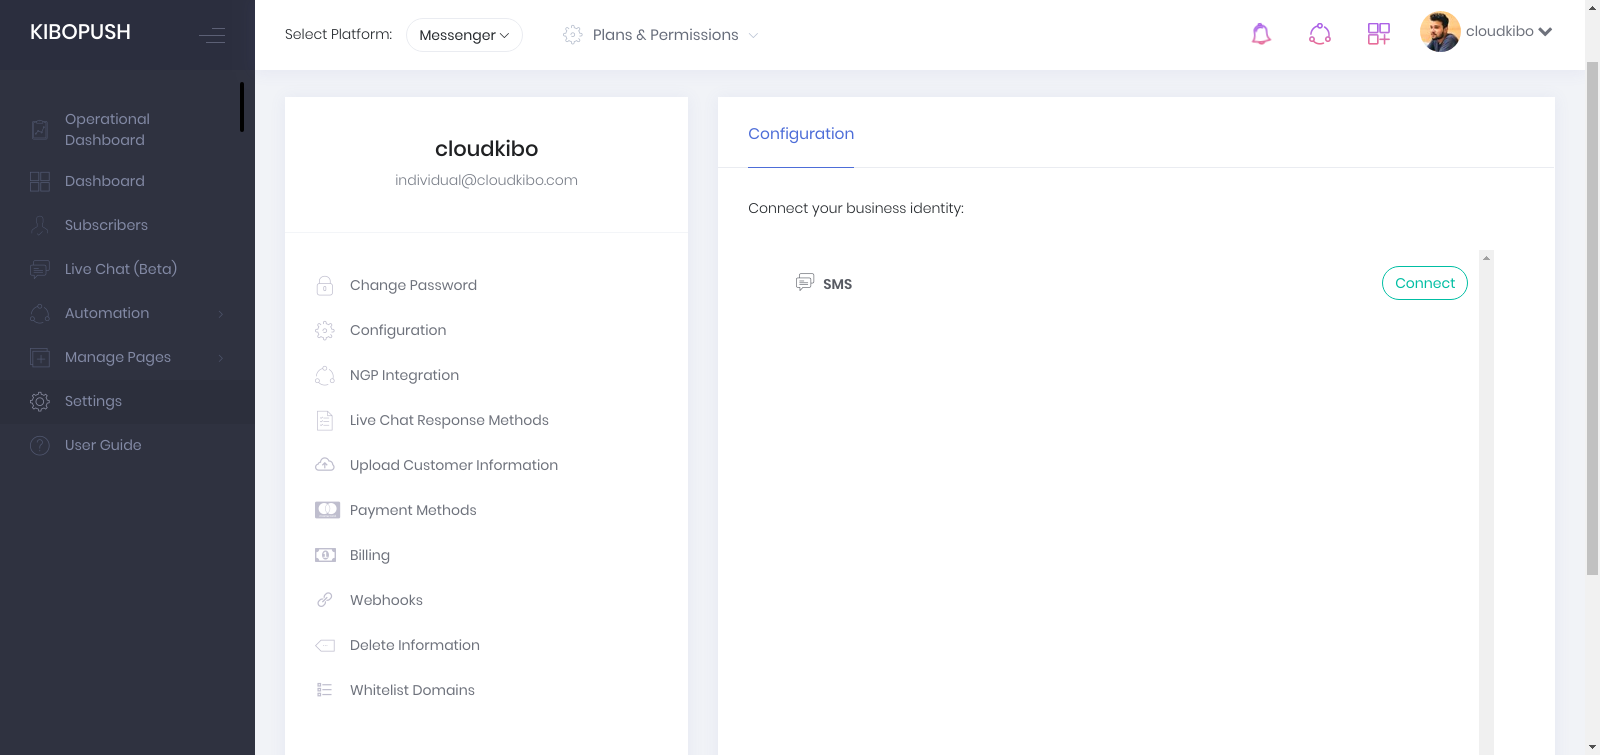 KIBOPUSH
Select Platform:
Messenger
Plans & Permissions
cloudkibo
Operational
Dashboard
Dashboard
Subscribers
Live Chat (Beta)
Automation
Manage Pages
Settings
User Guide
cloudkibo
individual@cloudkibo.com
Change Password
Configuration
NGP Integration
Live Chat Response Methods
Upload Customer Information
Payment Methods
Billing
Webhooks
Delete Information
Whitelist Domains
Configuration
Connect your business identity:
SMS
Connect